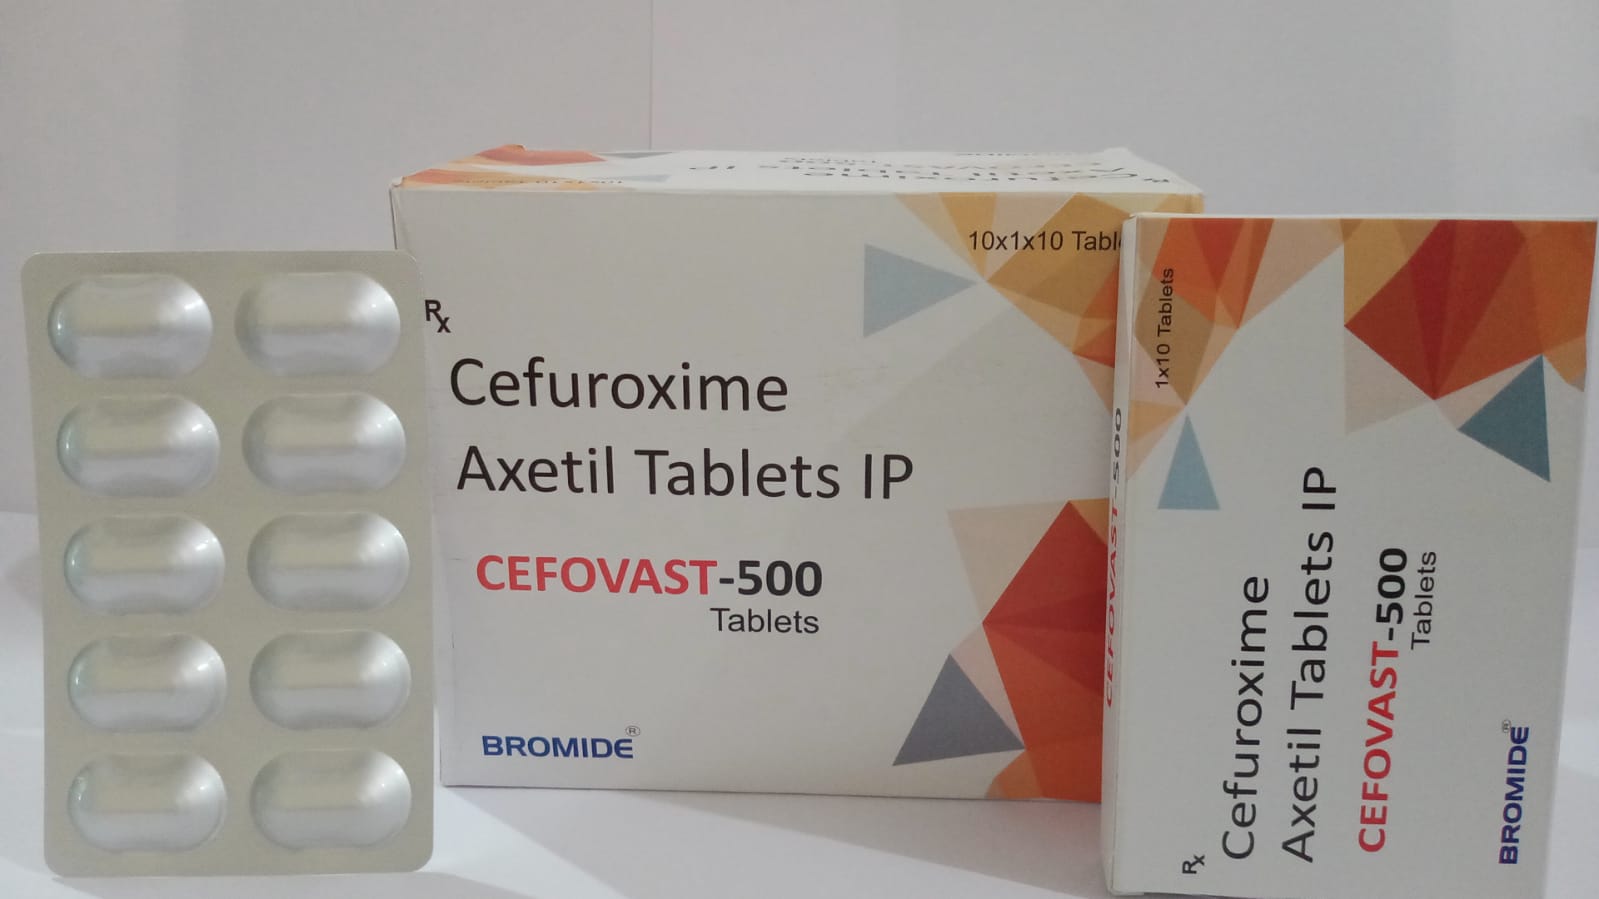 10x1x10 Tabl
Rx
Cefuroxime
Axetil Tablets IP
CEFOVAST-500
Tablets
BROMIDE®
CEFOVAST-500
1x10 Tablets
Rx
Cefuroxime
Axetil Tablets IP
CEFOVAST-500
Tablets
BROMIDE®